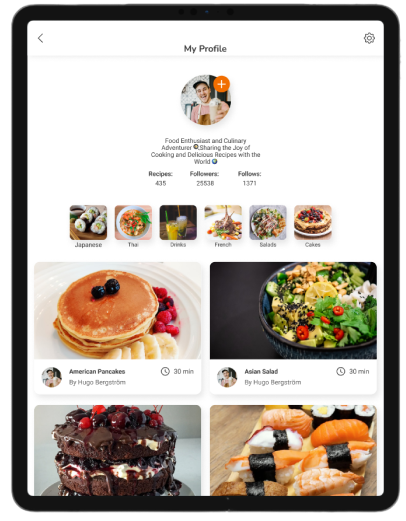 My Profile
Food Enthusiast and Culinary
Adventurer 🍳,Sharing the Joy of
Cooking and Delicious Recipes with the
World 🌍
Recipes: Followers: Follows:
435 25538 1371
Japanese Thai Drinks French Salads Cakes
American Pancakes 30 min
By Hugo Bergström
Asian Salad 30 min
By Hugo Bergström